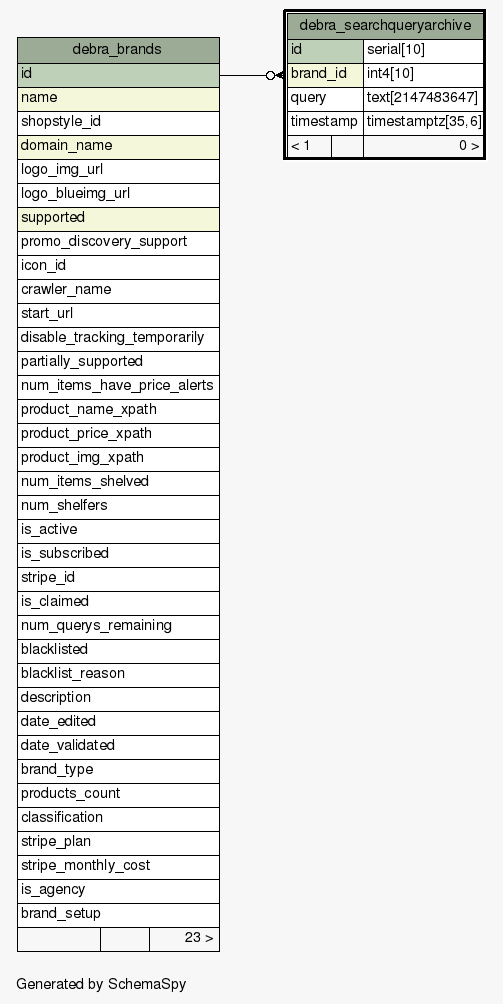 debra_brands
id
name
shopstyle_id
domain_name
logo_img_url
logo_blueimg_url
supported
promo_discovery_support
icon_id
crawler_name
start_url
disable_tracking_temporarily
partially_supported
num_items_have_price_alerts
product_name_xpath
product_price_xpath
product_img_xpath
num_items_shelved
num_shelfers
is_active
is_subscribed
stripe_id
is_claimed
num_querys_remaining
blacklisted
blacklist_reason
description
date_edited
date_validated
brand_type
products_count
classification
stripe_plan
stripe_monthly_cost
is_agency
brand_setup
23 >
debra_searchqueryarchive
id serial[10]
brand_id int4[10]
query text[2147483647]
timestamp timestamptz[35,6]
< 1 0 >
Generated by SchemaSpy